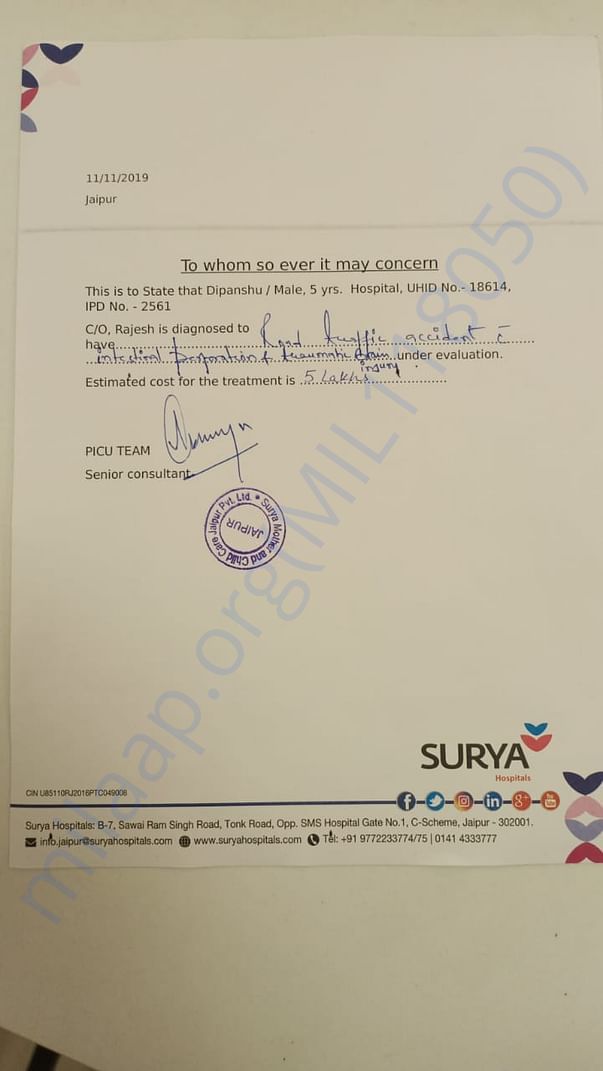 11/11/2019
Jaipur
To whom so ever it may concern
This is to State that Dipanshu / Male, 5 yrs. Hospital, UHID No.- 18614,
IPD No. - 2561
C/O, Rajesh is diagnosed to
have Road traffic accident c̄
intestinal perforation & traumatic Brain under evaluation.
injury
Estimated cost for the treatment is 5 Lakhs
PICU TEAM
Senior consultant
Surya Mother and Child Care Jaipur Pvt. Ltd.
JAIPUR
SURYA
Hospitals
CIN U85110RJ2016PTC049008
Surya Hospitals: B-7, Sawai Ram Singh Road, Tonk Road, Opp. SMS Hospital Gate No.1, C-Scheme, Jaipur - 302001.
info.jaipur@suryahospitals.com www.suryahospitals.com Tel: +91 9772233774/75 | 0141 4333777
milaap.org(MIL118050)